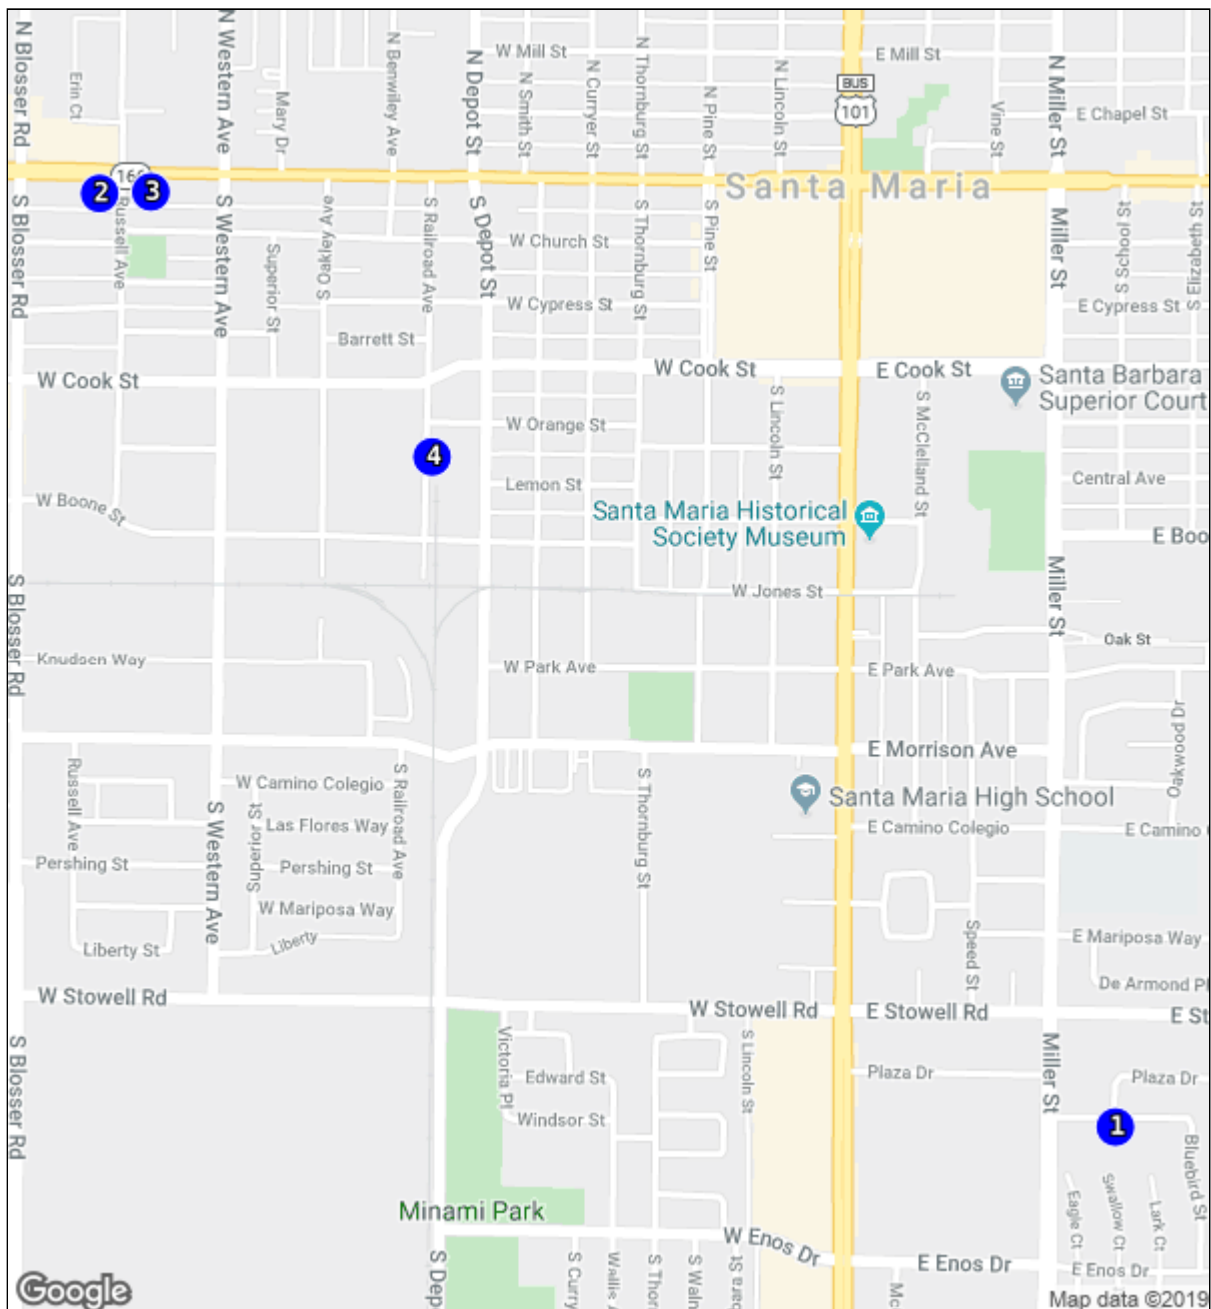 N Blosser Rd
Erin Ct
N Western Ave
Mary Dr
N Benwiley Ave
N Depot St
W Mill St
N Smith St
N Curryer St
N Thornburg St
N Pine St
N Lincoln St
BUS
101
E Mill St
Vine St
N Miller St
E Chapel St
2
3
Santa Maria
S Blosser Rd
Russell Ave
S Western Ave
Superior St
S Oakley Ave
S Railroad Ave
S Depot St
W Church St
S Thornburg St
S Pine St
Miller St
S School St
S Elizabeth St
W Cypress St
E Cypress St
Barrett St
W Cook St
W Cook St
E Cook St
Santa Barbara
Superior Court
S Lincoln St
S McClelland St
W Orange St
4
Lemon St
Central Ave
W Boone St
Santa Maria Historical
Society Museum
E Boo
S Blosser Rd
W Jones St
Miller St
Oak St
Knudsen Way
W Park Ave
E Park Ave
Oakwood Dr
E Morrison Ave
Russell Ave
W Camino Colegio
S Railroad Ave
S Thornburg St
Santa Maria High School
S Western Ave
Superior St
Las Flores Way
E Camino Colegio
E Camino
Pershing St
Pershing St
W Mariposa Way
Liberty St
Liberty
Speed St
E Mariposa Way
De Armond Pl
W Stowell Rd
W Stowell Rd
E Stowell Rd
E St
S Blosser Rd
Victoria Pl
Edward St
S Lincoln St
Plaza Dr
Miller St
Plaza Dr
Windsor St
1
Bluebird St
Eagle Ct
Swallow Ct
Lark Ct
Minami Park
W Enos Dr
E Enos Dr
E Enos Dr
S Dep
S Curry
Wallis A
S Thor
S Waln
Mc
Google
Map data ©2019